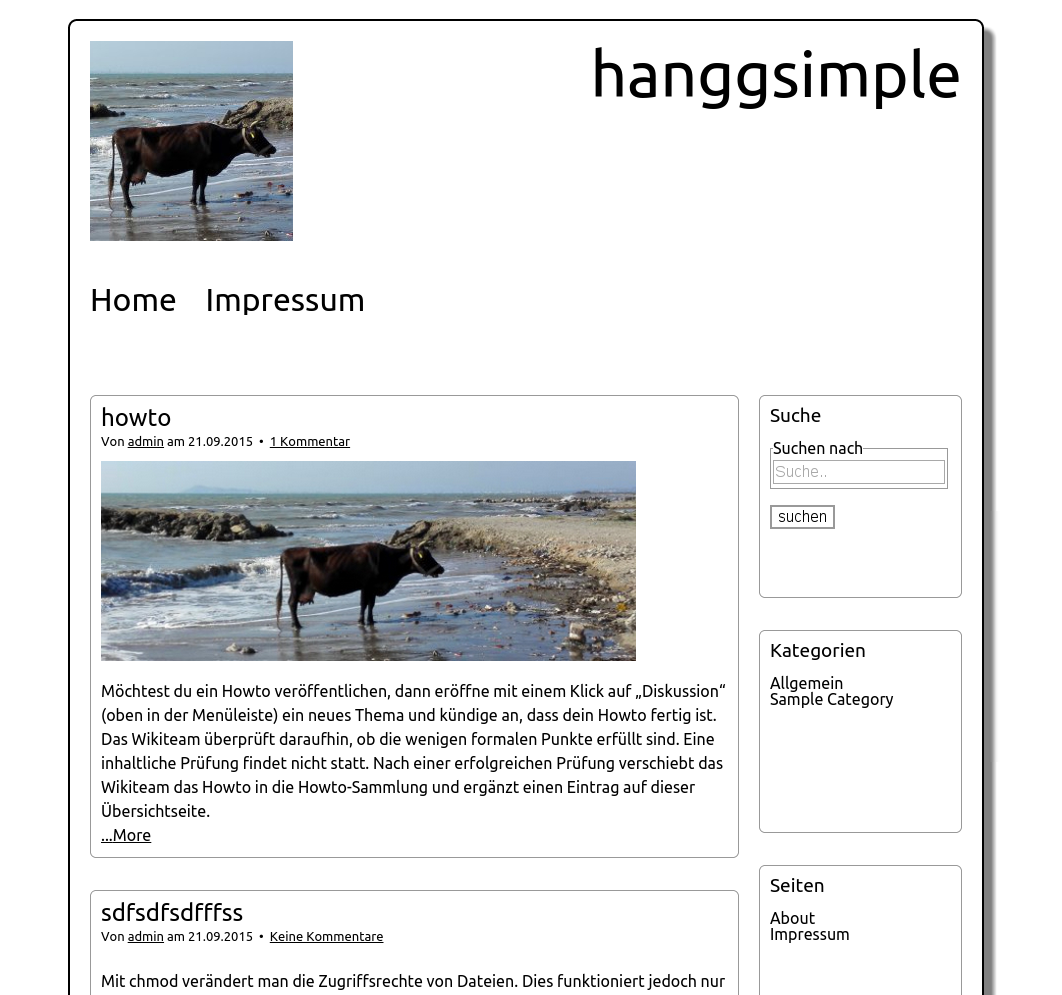 hanggsimple
Home Impressum
howto
Von admin am 21.09.2015 • 1 Kommentar
Möchtest du ein Howto veröffentlichen, dann eröffne mit einem Klick auf „Diskussion“
(oben in der Menüleiste) ein neues Thema und kündige an, dass dein Howto fertig ist.
Das Wikiteam überprüft daraufhin, ob die wenigen formalen Punkte erfüllt sind. Eine
inhaltliche Prüfung findet nicht statt. Nach einer erfolgreichen Prüfung verschiebt das
Wikiteam das Howto in die Howto-Sammlung und ergänzt einen Eintrag auf dieser
Übersichtseite.
...More
sdfsdfsdfffss
Von admin am 21.09.2015 • Keine Kommentare
Mit chmod verändert man die Zugriffsrechte von Dateien. Dies funktioniert jedoch nur
Suche
Suchen nach
Suche..
suchen
Kategorien
Allgemein
Sample Category
Seiten
About
Impressum